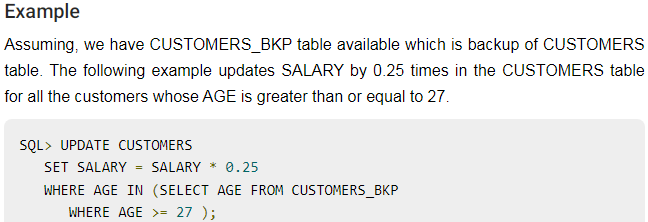 Example
Assuming, we have CUSTOMERS_BKP table available which is backup of CUSTOMERS
table. The following example updates SALARY by 0.25 times in the CUSTOMERS table
for all the customers whose AGE is greater than or equal to 27.
SQL> UPDATE CUSTOMERS
SET SALARY = SALARY * 0.25
WHERE AGE IN (SELECT AGE FROM CUSTOMERS_BKP
WHERE AGE >= 27 );